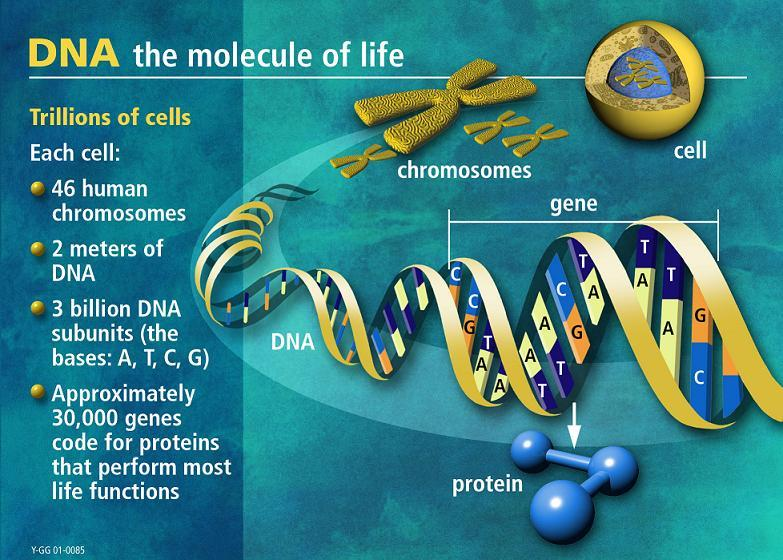 DNA the molecule of life
Trillions of cells
Each cell:
46 human
chromosomes
2 meters of
DNA
3 billion DNA
subunits (the
bases: A, T, C, G)
Approximately
30,000 genes
code for proteins
that perform most
life functions
chromosomes
cell
gene
DNA
C
C
G
T
A
A
A
A
T
T
C
G
T
A
T
A
T
A
G
C
protein
Y-GG 01-0085